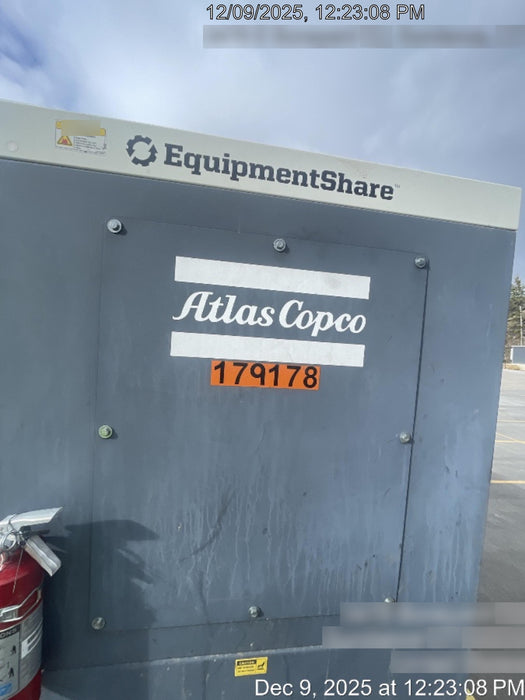 12/09/2025, 12:23:08 PM
EquipmentShare
Atlas Copco
179178
Dec 9, 2025 at 12:23:08 PM